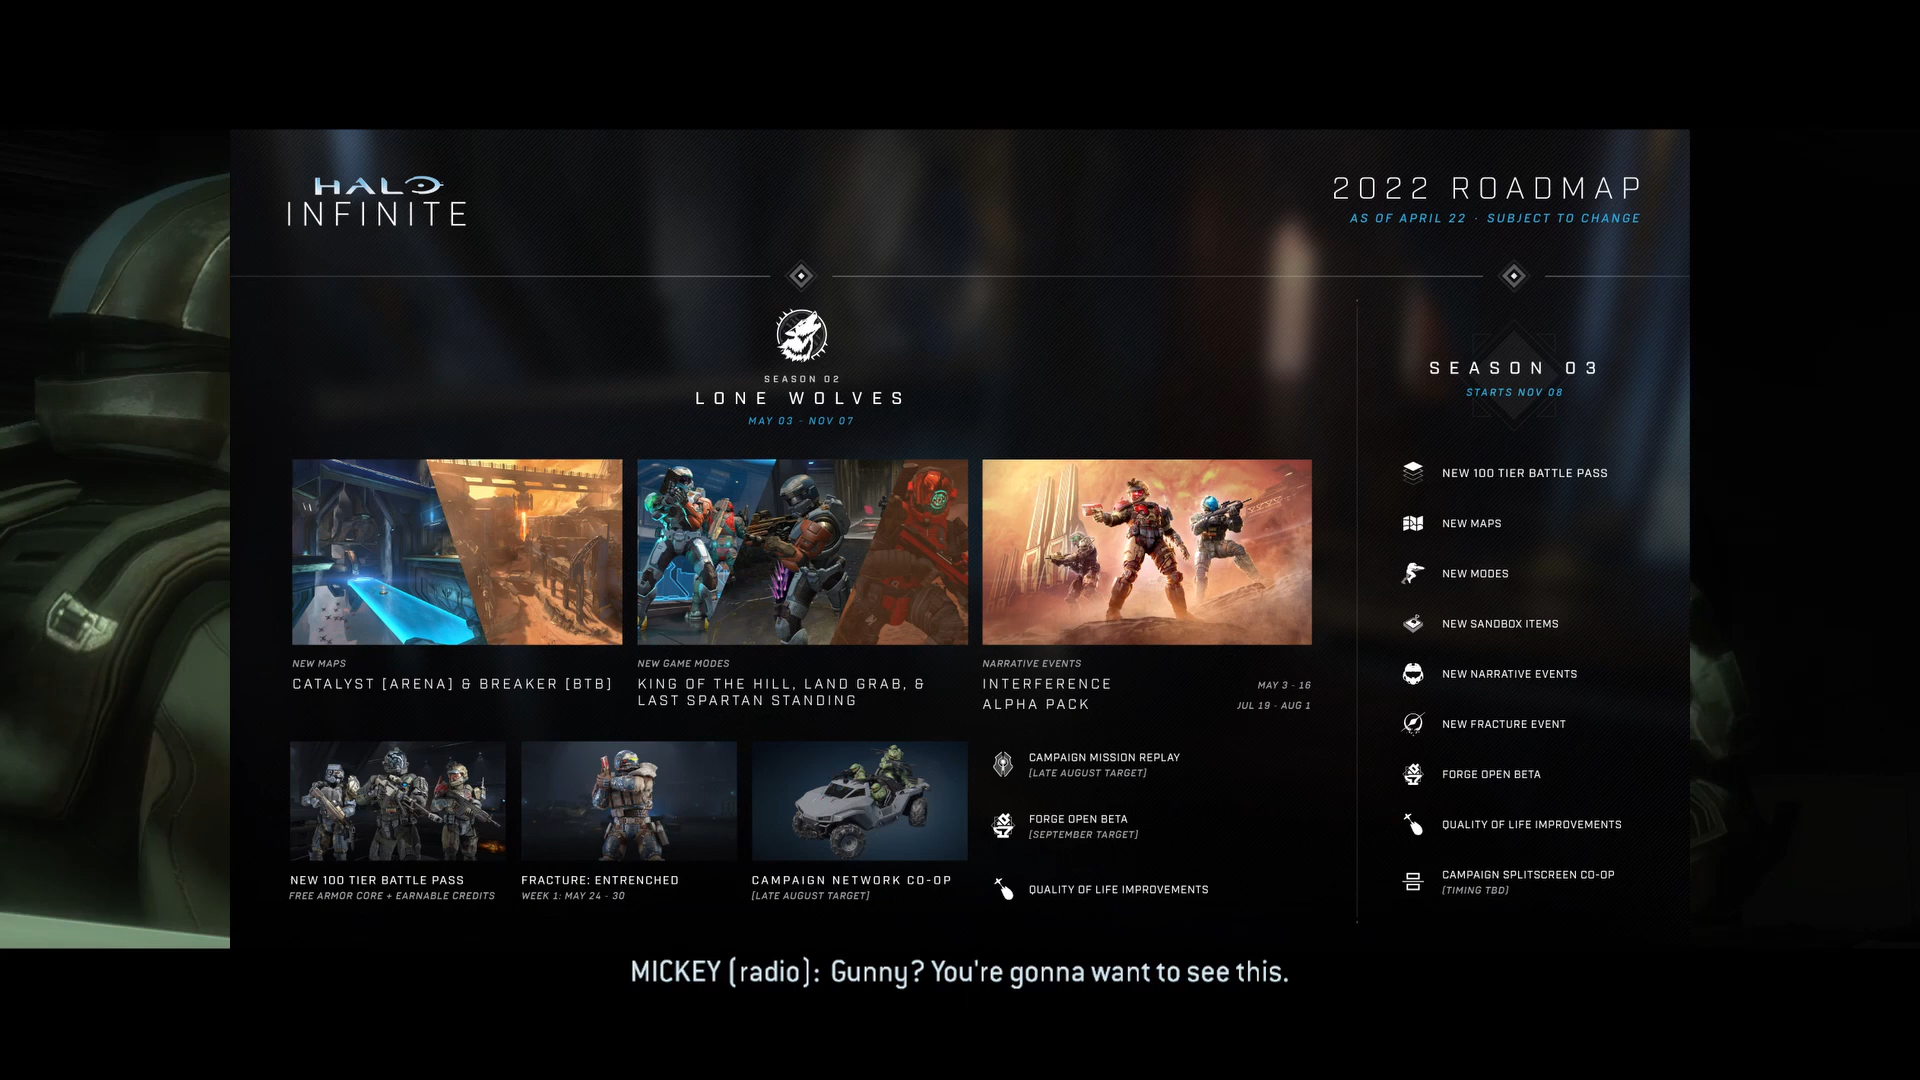 HALO
INFINITE
2022 ROADMAP
AS OF APRIL 22 · SUBJECT TO CHANGE
SEASON 02
LONE WOLVES
MAY 03 - NOV 07
NEW MAPS
CATALYST [ARENA] & BREAKER [BTB]
NEW GAME MODES
KING OF THE HILL, LAND GRAB, &
LAST SPARTAN STANDING
NARRATIVE EVENTS
INTERFERENCE MAY 3 - 16
ALPHA PACK JUL 19 - AUG 1
NEW 100 TIER BATTLE PASS
FREE ARMOR CORE + EARNABLE CREDITS
FRACTURE: ENTRENCHED
WEEK 1: MAY 24 - 30
CAMPAIGN NETWORK CO-OP
[LATE AUGUST TARGET]
CAMPAIGN MISSION REPLAY
[LATE AUGUST TARGET]
FORGE OPEN BETA
[SEPTEMBER TARGET]
QUALITY OF LIFE IMPROVEMENTS
SEASON 03
STARTS NOV 08
NEW 100 TIER BATTLE PASS
NEW MAPS
NEW MODES
NEW SANDBOX ITEMS
NEW NARRATIVE EVENTS
NEW FRACTURE EVENT
FORGE OPEN BETA
QUALITY OF LIFE IMPROVEMENTS
CAMPAIGN SPLITSCREEN CO-OP
[TIMING TBD]
MICKEY (radio): Gunny? You're gonna want to see this.